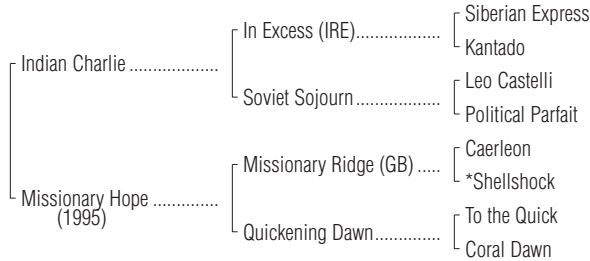 Siberian Express
In Excess (IRE)....................
Kantado
Indian Charlie ..................
Leo Castelli
Soviet Sojourn ..................
Political Parfait
Caerleon
Missionary Ridge (GB) .....
*Shellshock
Missionary Hope ..............
(1995)
To the Quick
Quickening Dawn...............
Coral Dawn